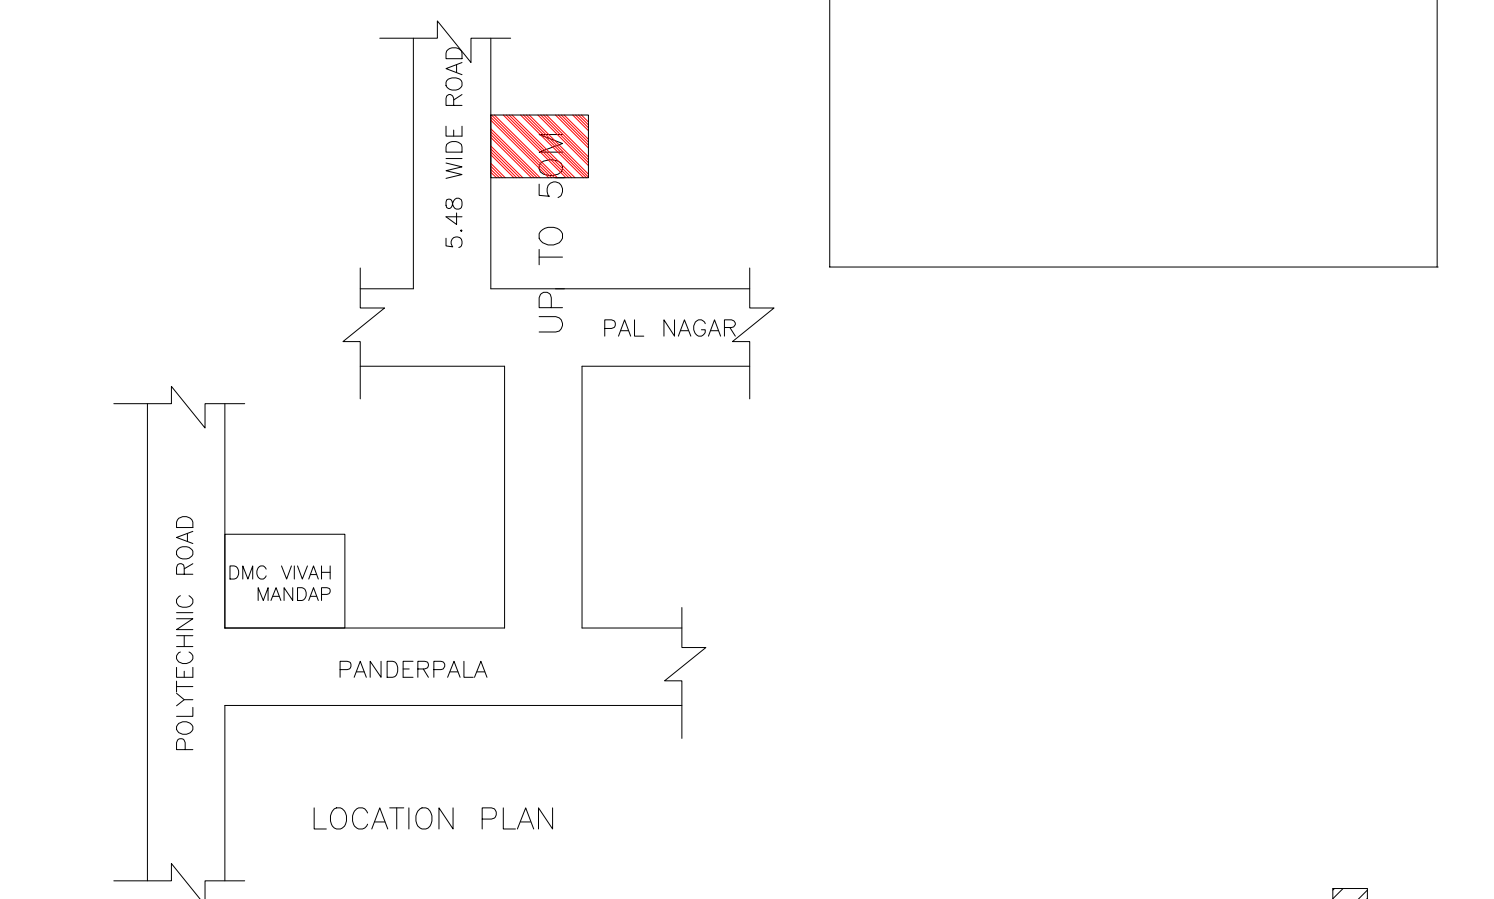 5.48 WIDE ROAD
UP TO 50M
PAL NAGAR
DMC VIVAH
MANDAP
POLYTECHNIC ROAD
PANDERPALA
LOCATION PLAN